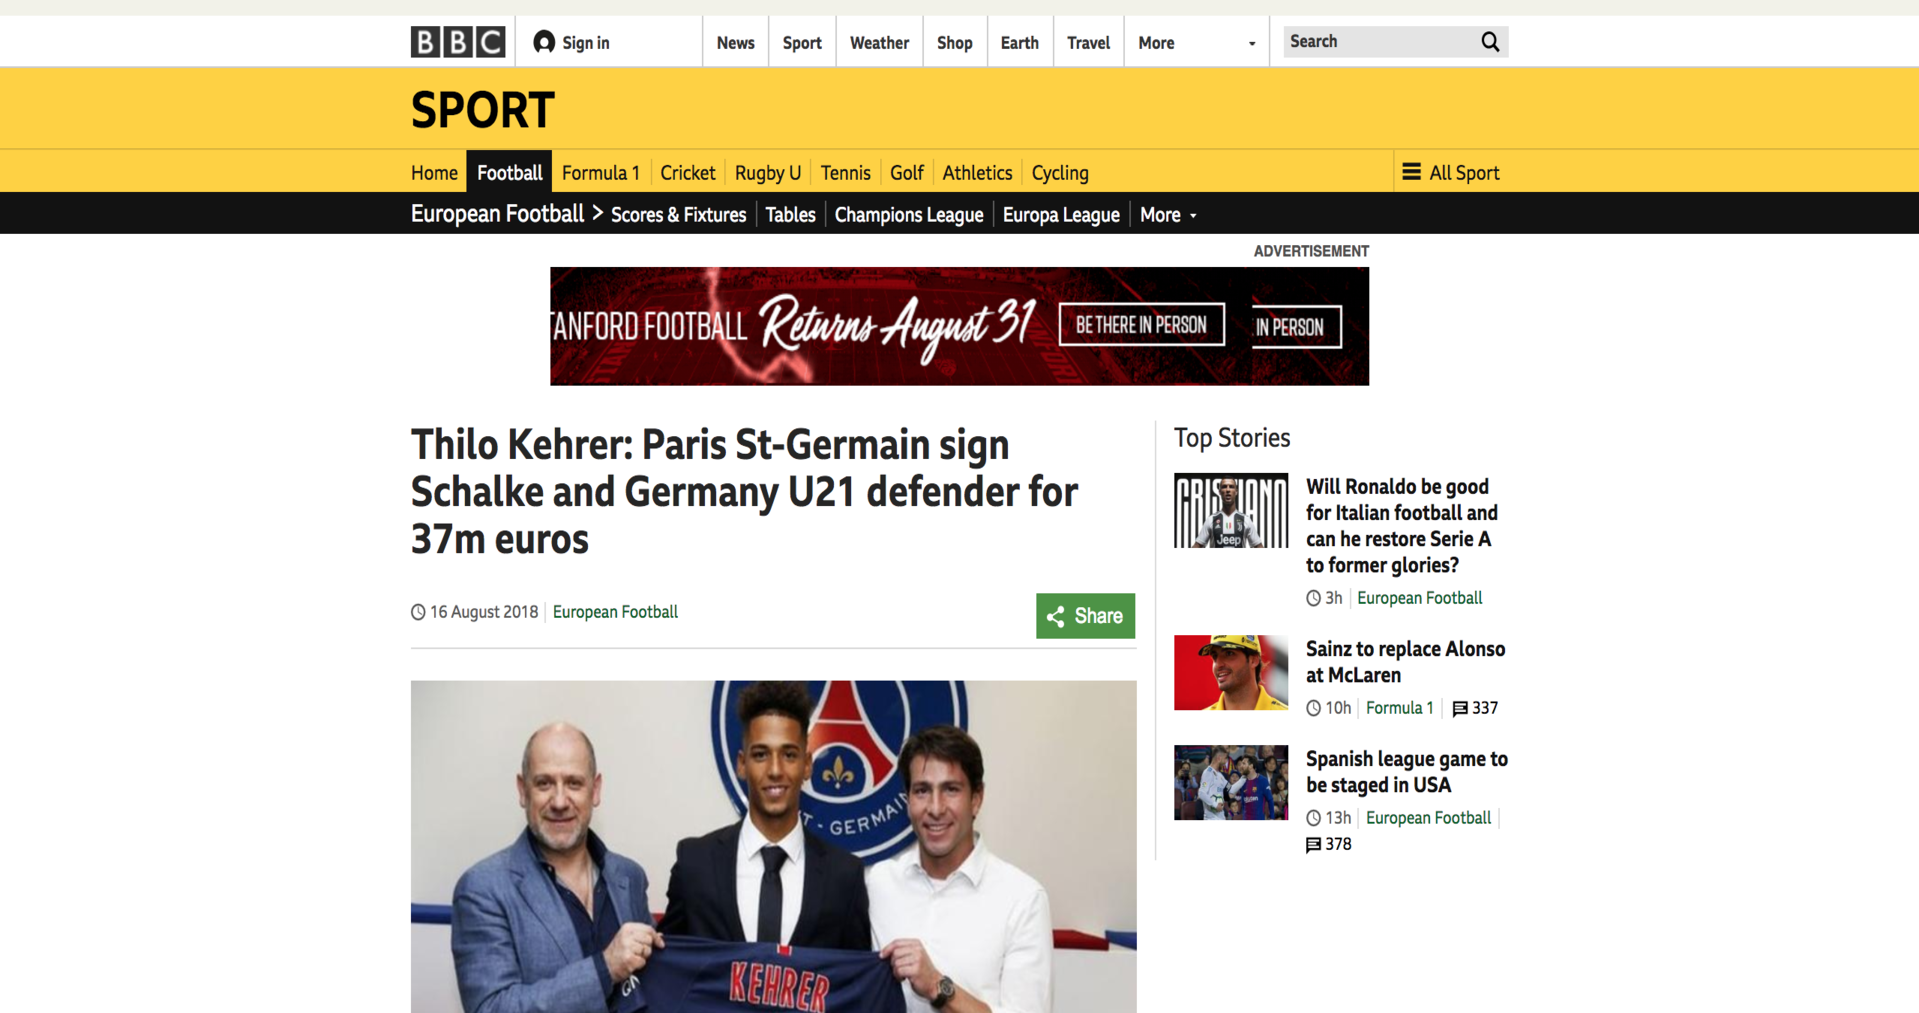 BBC
Sign in
News
Sport
Weather
Shop
Earth
Travel
More
Search
SPORT
Home
Football
Formula 1
Cricket
Rugby U
Tennis
Golf
Athletics
Cycling
All Sport
European Football
Scores & Fixtures
Tables
Champions League
Europa League
More
ADVERTISEMENT
TANFORD FOOTBALL Returns August 31
BE THERE IN PERSON
IN PERSON
Thilo Kehrer: Paris St-Germain sign
Schalke and Germany U21 defender for
37m euros
16 August 2018
European Football
Share
T - GERMAIN
KEHRER
Top Stories
CRISTIANO
Jeep
Will Ronaldo be good
for Italian football and
can he restore Serie A
to former glories?
3h
European Football
Sainz to replace Alonso
at McLaren
10h
Formula 1
337
Spanish league game to
be staged in USA
13h
European Football
378